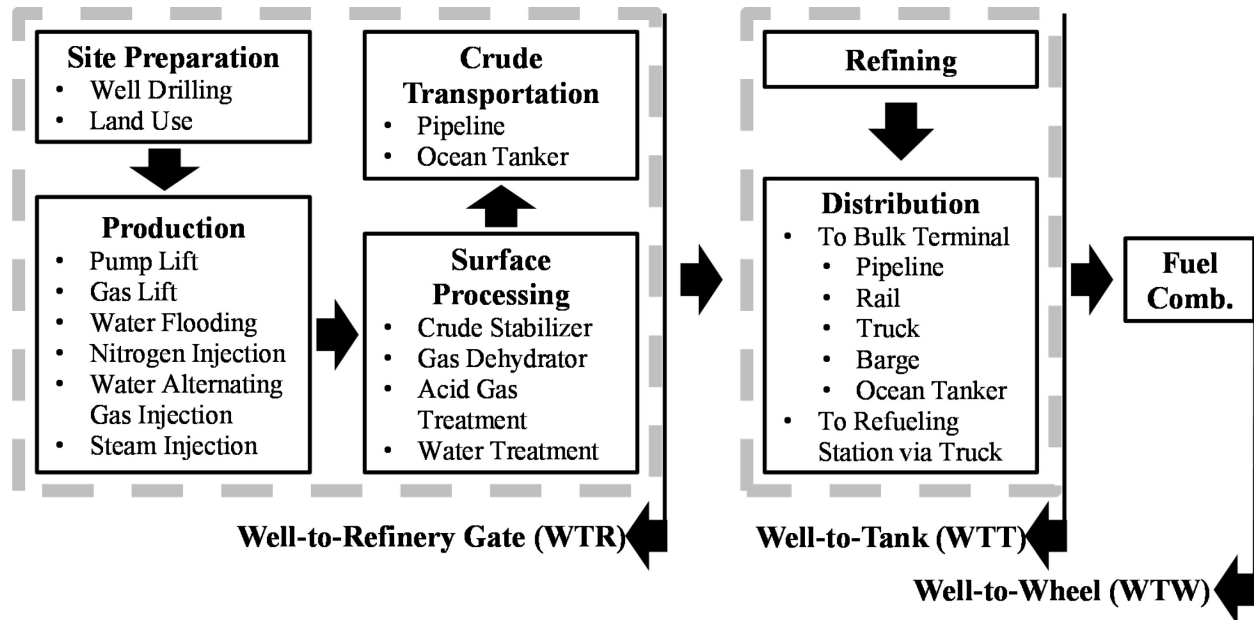 Site Preparation
• Well Drilling
• Land Use
Production
• Pump Lift
• Gas Lift
• Water Flooding
• Nitrogen Injection
• Water Alternating
Gas Injection
• Steam Injection
Crude
Transportation
• Pipeline
• Ocean Tanker
Surface
Processing
• Crude Stabilizer
• Gas Dehydrator
• Acid Gas
Treatment
• Water Treatment
Refining
Distribution
• To Bulk Terminal
• Pipeline
• Rail
• Truck
• Barge
• Ocean Tanker
• To Refueling
Station via Truck
Fuel
Comb.
Well-to-Refinery Gate (WTR)
Well-to-Tank (WTT)
Well-to-Wheel (WTW)